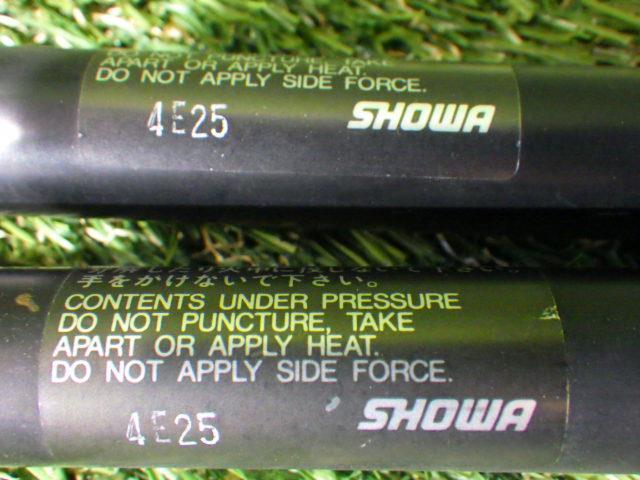 APART OR APPLY HEAT.
DO NOT APPLY SIDE FORCE.
4E25 SHOWA
手をかけないで下さい。
CONTENTS UNDER PRESSURE
DO NOT PUNCTURE, TAKE
APART OR APPLY HEAT.
DO NOT APPLY SIDE FORCE.
4E25 SHOWA